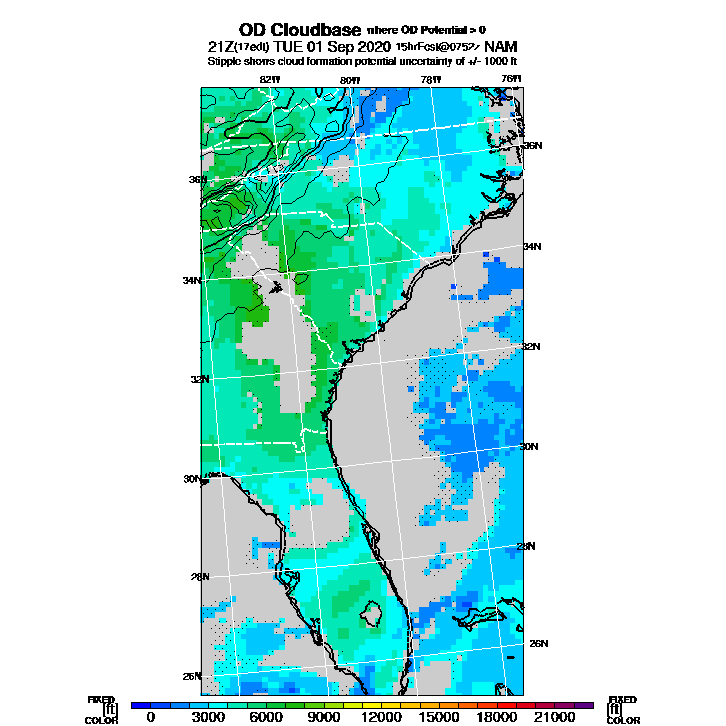 OD Cloudbase where OD Potential > 0
21Z(17edt) TUE 01 Sep 2020 15hrFcst@0752z NAM
Stipple shows cloud formation potential uncertainty of +/- 1000 ft
82W 80W 78W 76W
36N
36N
34N
34N
32N
32N
30N
30N
28N
28N
26N
26N
FIXED FIXED
[ft] [ft]
COLOR COLOR
0 3000 6000 9000 12000 15000 18000 21000